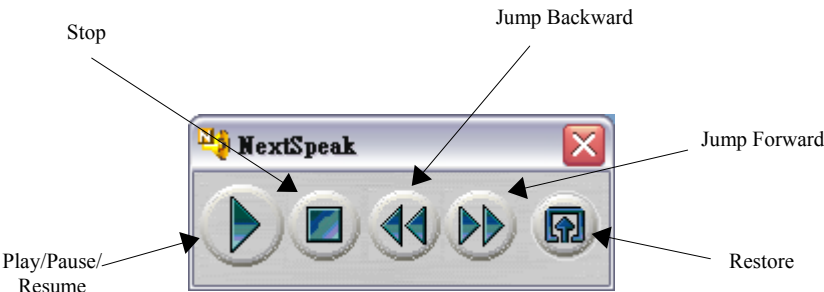 Jump Backward
Stop
NextSpeak
Jump Forward
Play/Pause/
Resume
Restore